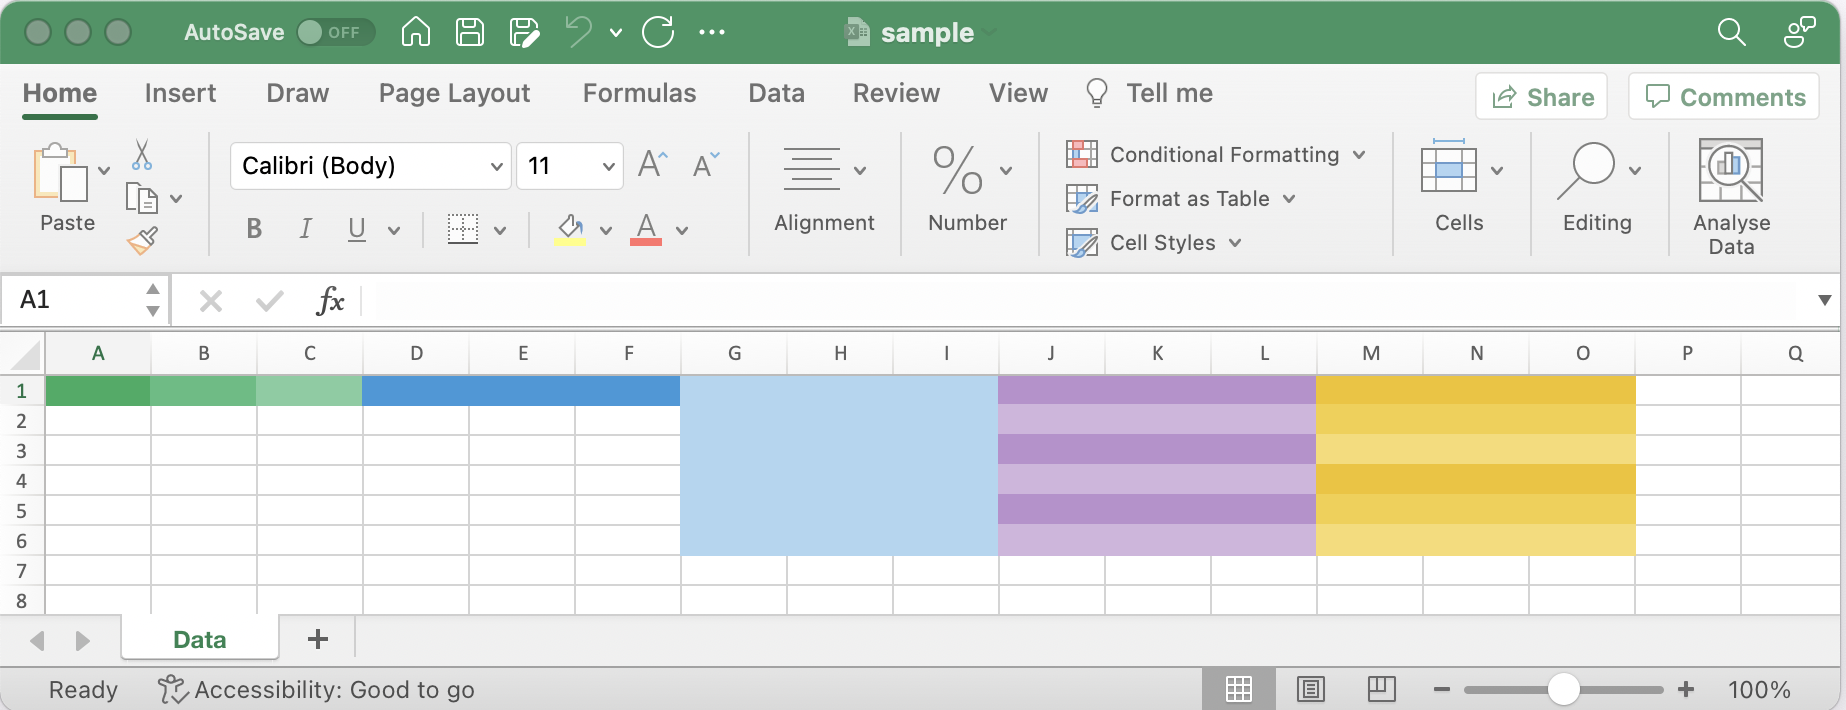 AutoSave OFF sample
Home Insert Draw Page Layout Formulas Data Review View Tell me Share Comments
Paste
Calibri (Body) 11
B I U A
Alignment
% Number
Conditional Formatting
Format as Table
Cell Styles
Cells
Editing
Analyse
Data
A1 fx
A B C D E F G H I J K L M N O P Q
1
2
3
4
5
6
7
8
Data +
Ready Accessibility: Good to go 100%